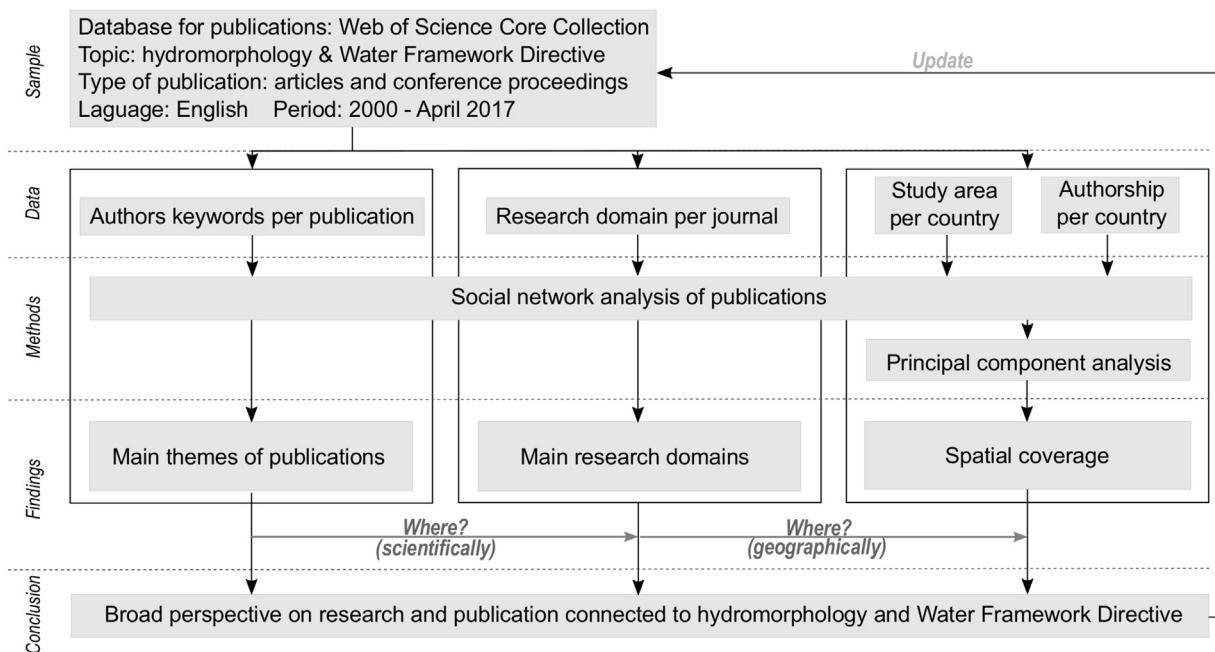 Sample
Database for publications: Web of Science Core Collection
Topic: hydromorphology & Water Framework Directive
Type of publication: articles and conference proceedings
Laguage: English Period: 2000 - April 2017
Update
Data
Authors keywords per publication
Research domain per journal
Study area
per country
Authorship
per country
Methods
Social network analysis of publications
Principal component analysis
Findings
Main themes of publications
Main research domains
Spatial coverage
Where?
(scientifically)
Where?
(geographically)
Conclusion
Broad perspective on research and publication connected to hydromorphology and Water Framework Directive